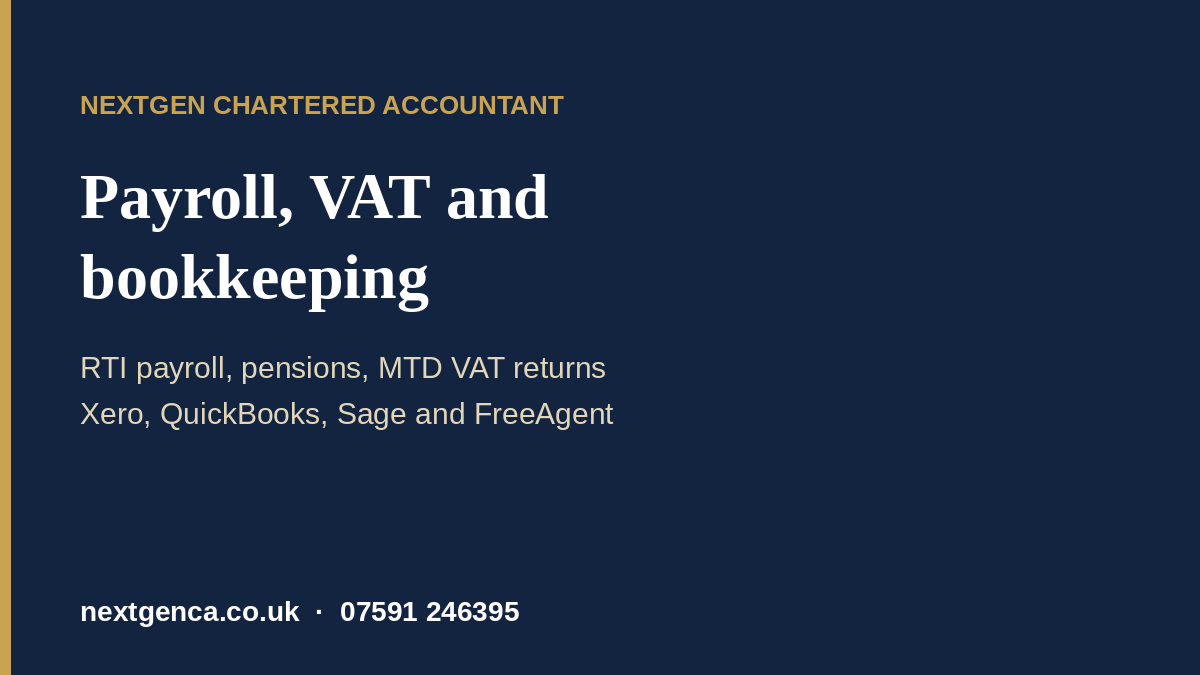 NEXTGEN CHARTERED ACCOUNTANT
Payroll, VAT and
bookkeeping
RTI payroll, pensions, MTD VAT returns
Xero, QuickBooks, Sage and FreeAgent
nextgenca.co.uk · 07591 246395